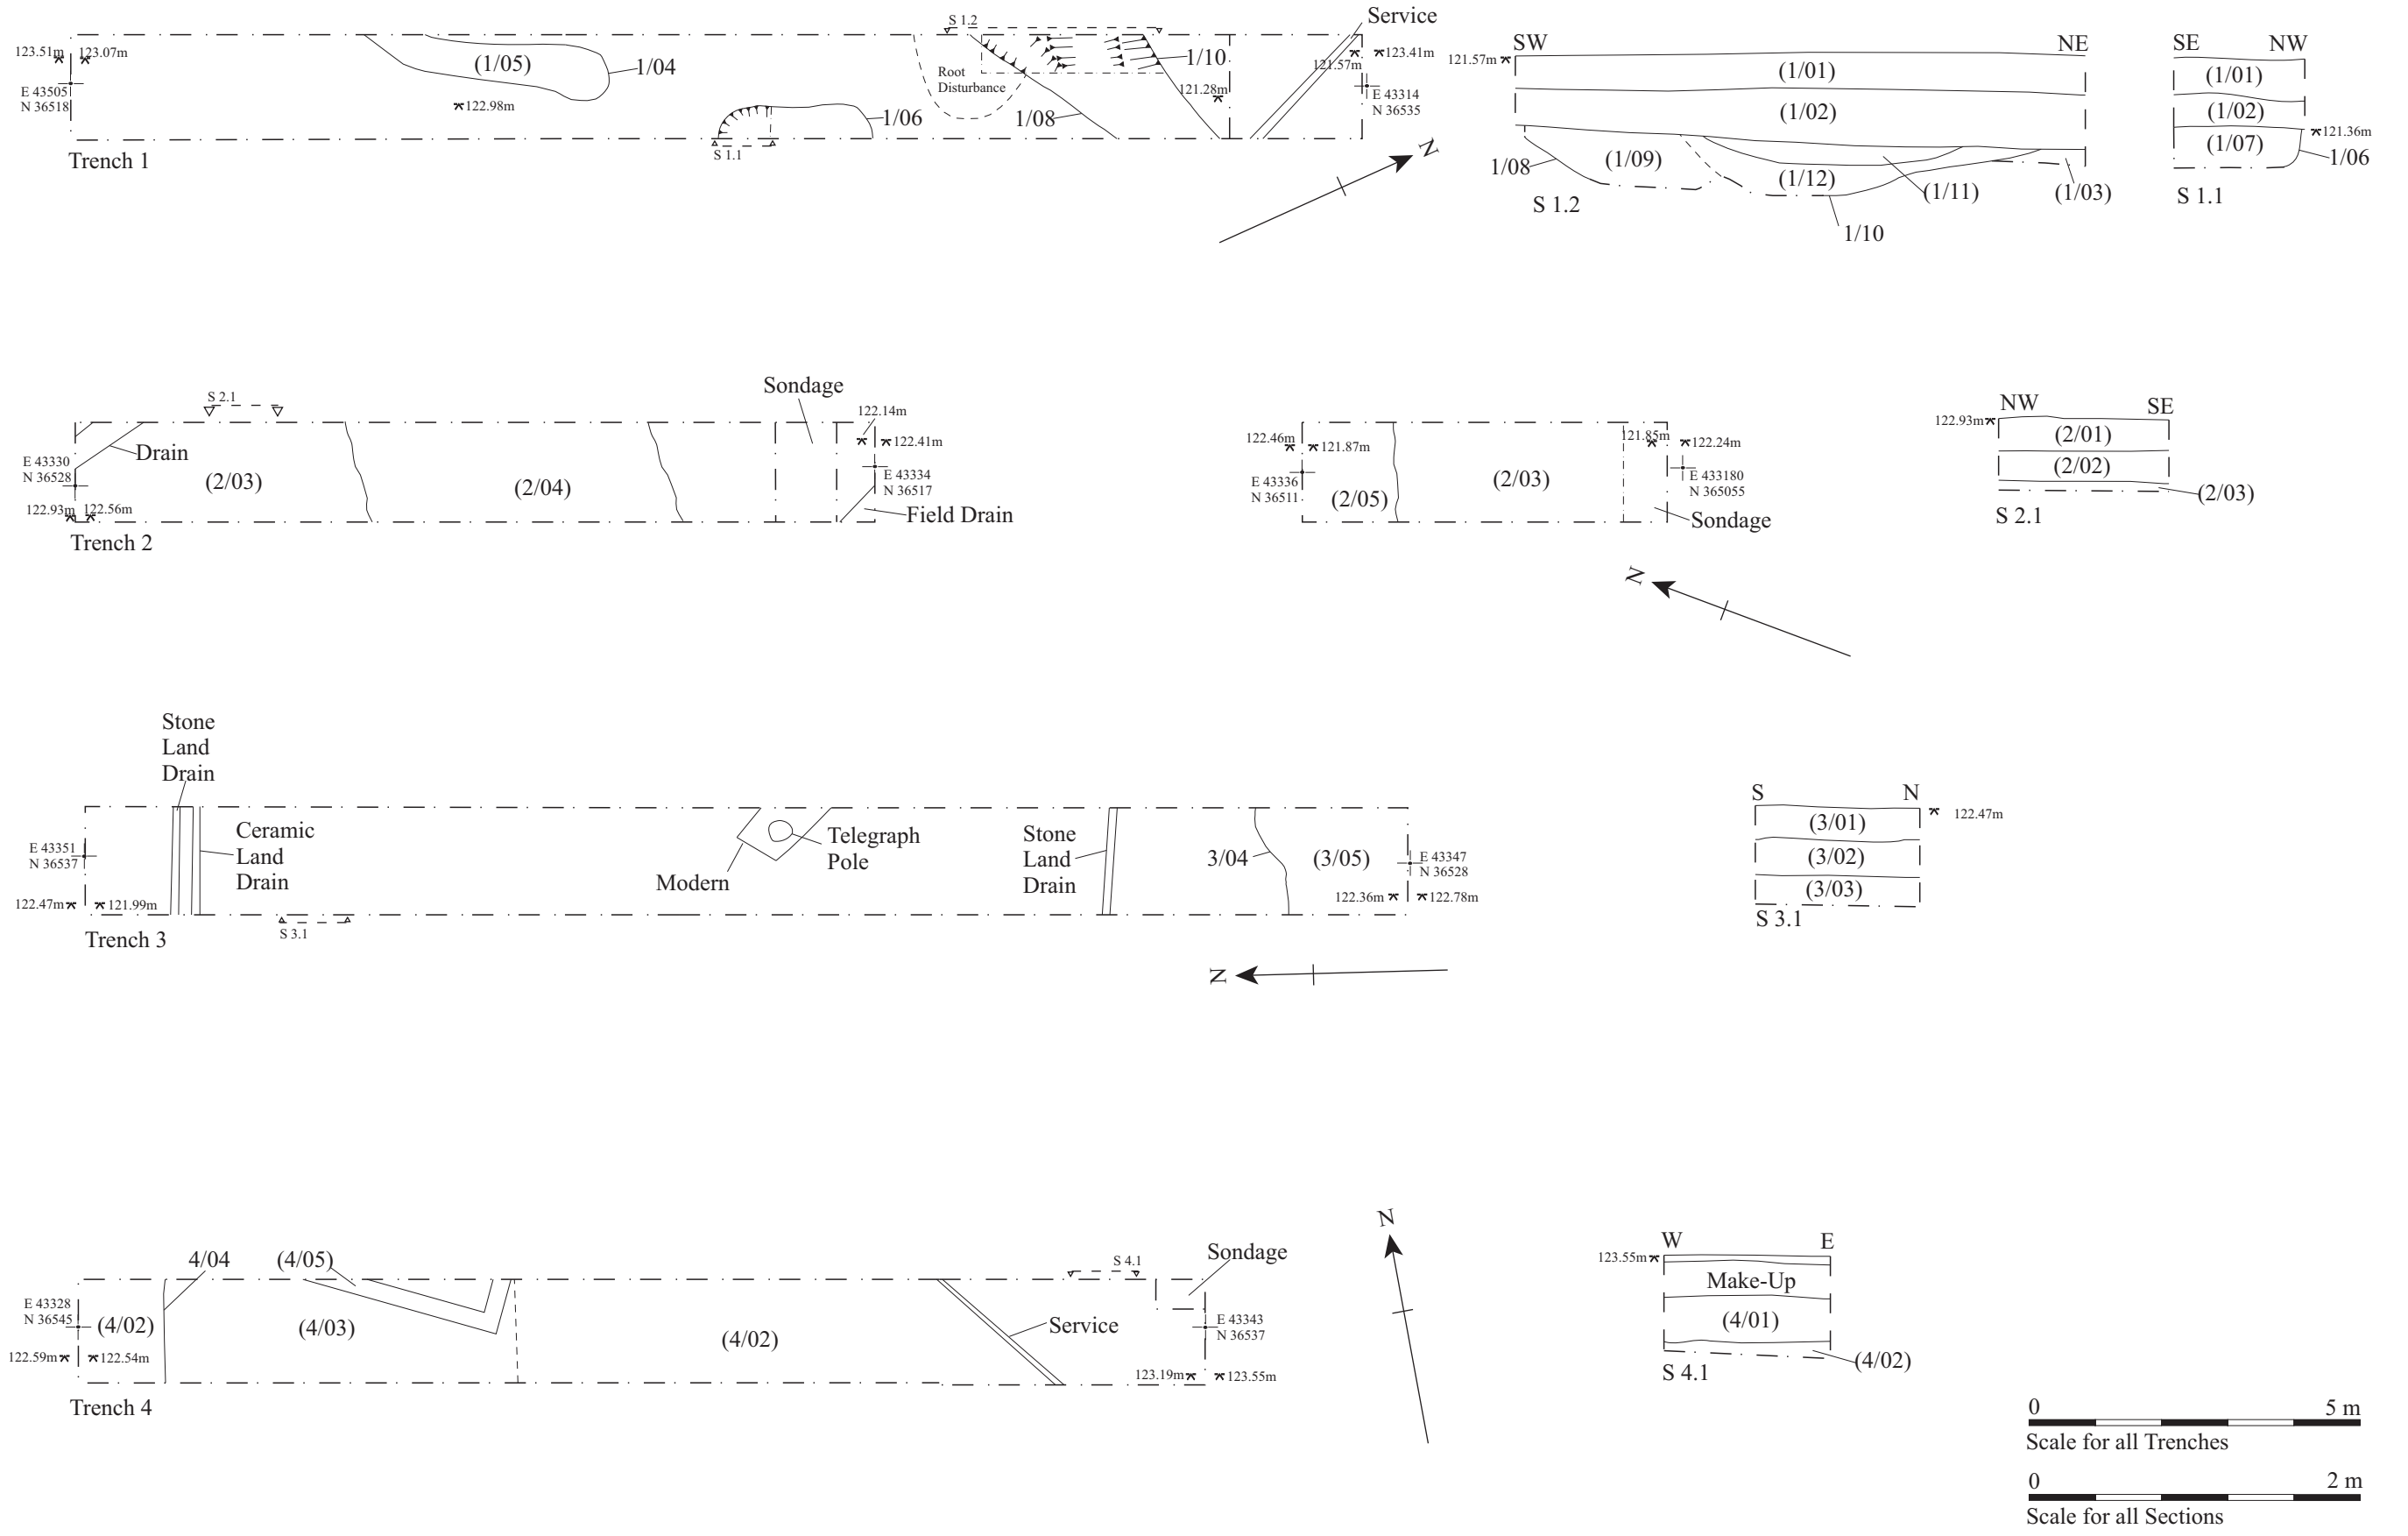 S 1.2
Service
123.51m
123.07m
(1/05)
1/04
Root
Disturbance
1/10
121.57m
123.41m
E 43505
N 36518
122.98m
121.28m
E 43314
N 36535
1/06
1/08
S 1.1
Trench 1
N
SW
NE
121.57m
(1/01)
(1/02)
1/08
(1/09)
(1/12)
(1/11)
(1/03)
S 1.2
1/10
SE
NW
(1/01)
(1/02)
121.36m
(1/07)
1/06
S 1.1
Sondage
S 2.1
122.14m
122.41m
Drain
E 43330
N 36528
(2/03)
(2/04)
E 43334
N 36517
122.93m
122.56m
Field Drain
Trench 2
122.46m
121.87m
121.85m
122.24m
E 43336
N 36511
(2/05)
(2/03)
E 433180
N 365055
Sondage
N
NW
SE
122.93m
(2/01)
(2/02)
(2/03)
S 2.1
Stone
Land
Drain
E 43351
N 36537
Ceramic
Land
Drain
Telegraph
Pole
Modern
Stone
Land
Drain
3/04
(3/05)
E 43347
N 36528
122.47m
121.99m
122.36m
122.78m
Trench 3
S 3.1
N
S
N
122.47m
(3/01)
(3/02)
(3/03)
S 3.1
4/04
(4/05)
S 4.1
Sondage
E 43328
N 36545
(4/02)
(4/03)
(4/02)
Service
E 43343
N 36537
122.59m
122.54m
123.19m
123.55m
Trench 4
N
W
E
123.55m
Make-Up
(4/01)
(4/02)
S 4.1
0
5 m
Scale for all Trenches
0
2 m
Scale for all Sections